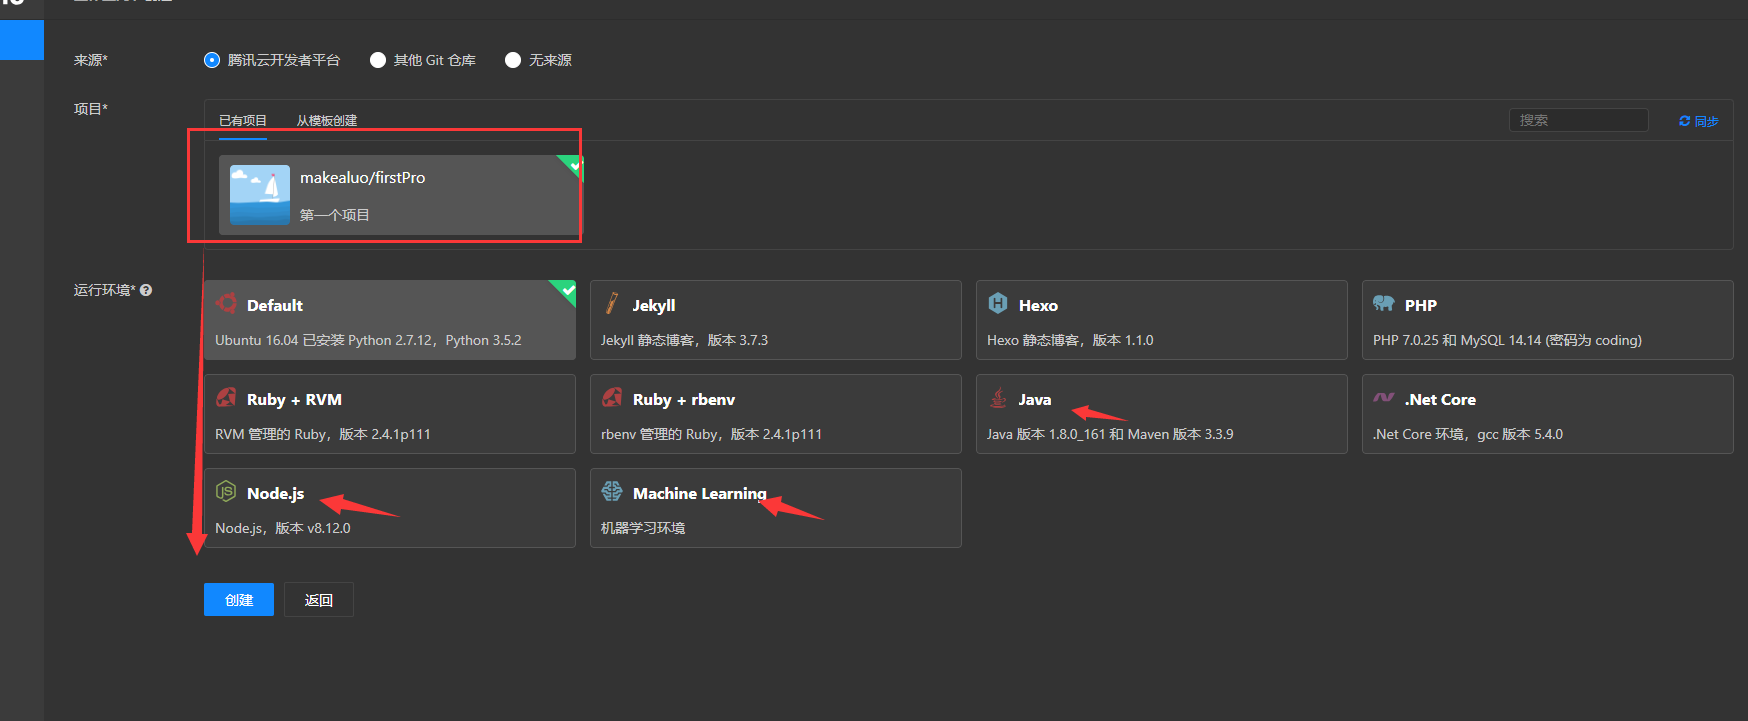 来源*
腾讯云开发者平台
其他 Git 仓库
无来源
项目*
已有项目
从模板创建
搜索
同步
makealuo/firstPro
第一个项目
运行环境*
Default
Ubuntu 16.04 已安装 Python 2.7.12，Python 3.5.2
Jekyll
Jekyll 静态博客，版本 3.7.3
Hexo
Hexo 静态博客，版本 1.1.0
PHP
PHP 7.0.25 和 MySQL 14.14 (密码为 coding)
Ruby + RVM
RVM 管理的 Ruby，版本 2.4.1p111
Ruby + rbenv
rbenv 管理的 Ruby，版本 2.4.1p111
Java
Java 版本 1.8.0_161 和 Maven 版本 3.3.9
.Net Core
.Net Core 环境，gcc 版本 5.4.0
Node.js
Node.js，版本 v8.12.0
Machine Learning
机器学习环境
创建
返回